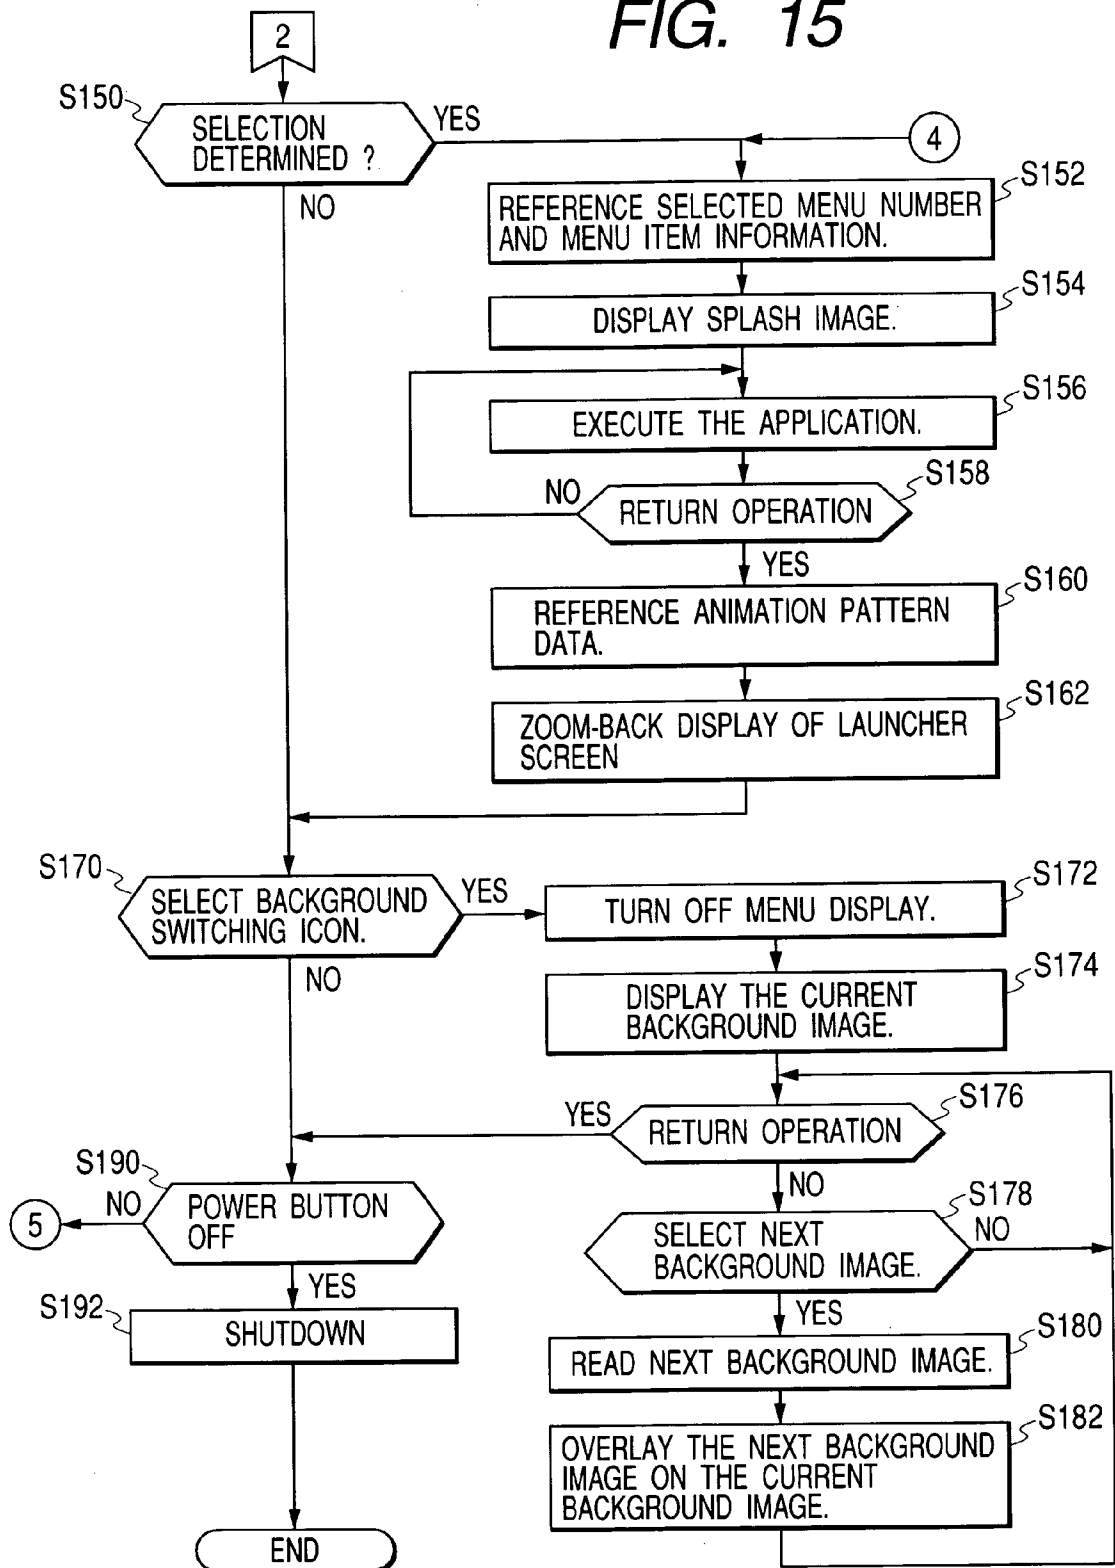 FIG. 15
2
S150
SELECTION
DETERMINED ?
YES
NO
4
S152
REFERENCE SELECTED MENU NUMBER
AND MENU ITEM INFORMATION.
S154
DISPLAY SPLASH IMAGE.
S156
EXECUTE THE APPLICATION.
S158
NO
RETURN OPERATION
YES
S160
REFERENCE ANIMATION PATTERN
DATA.
S162
ZOOM-BACK DISPLAY OF LAUNCHER
SCREEN
S170
SELECT BACKGROUND
SWITCHING ICON.
YES
NO
S172
TURN OFF MENU DISPLAY.
S174
DISPLAY THE CURRENT
BACKGROUND IMAGE.
S176
YES
RETURN OPERATION
NO
S178
SELECT NEXT
BACKGROUND IMAGE.
NO
YES
S180
READ NEXT BACKGROUND IMAGE.
S182
OVERLAY THE NEXT BACKGROUND
IMAGE ON THE CURRENT
BACKGROUND IMAGE.
S190
NO
5
POWER BUTTON
OFF
YES
S192
SHUTDOWN
END